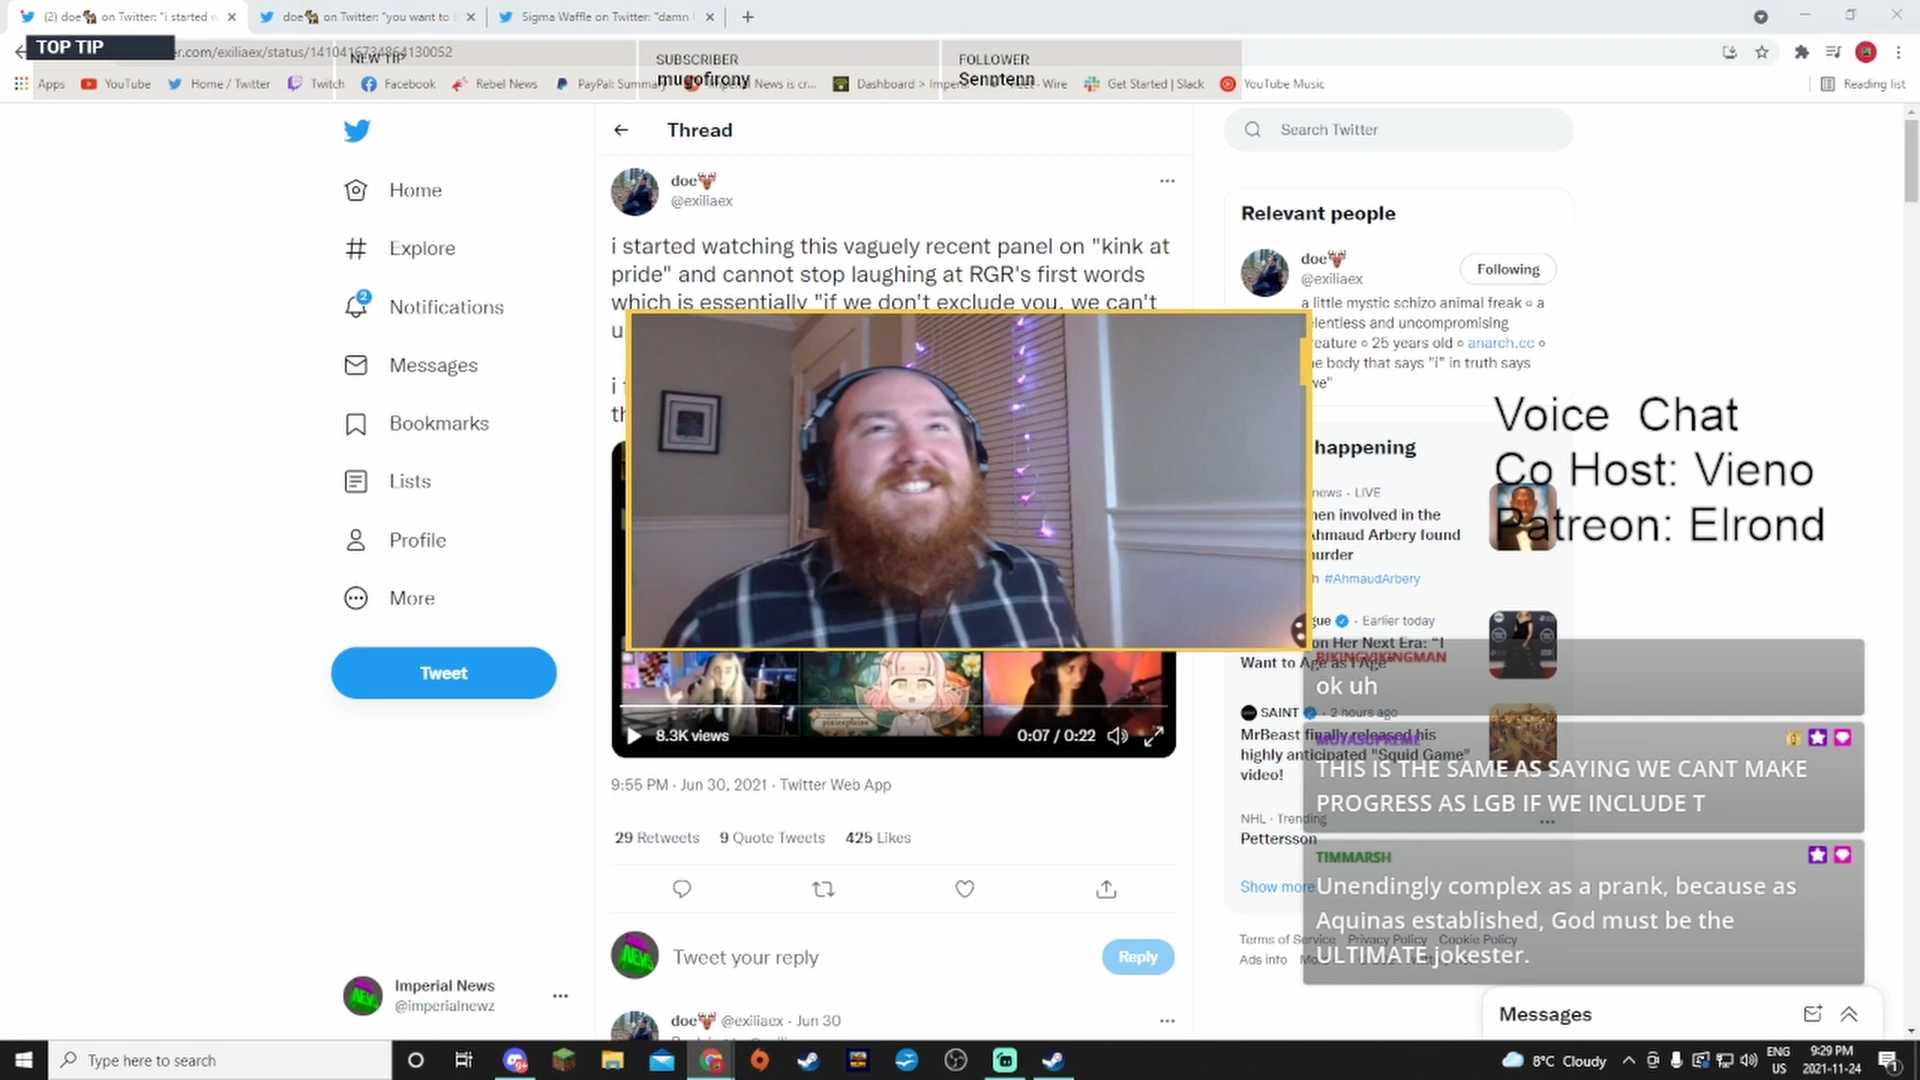 (2) doe on Twitter: "i started w
doe on Twitter: "you want to
Sigma Waffle on Twitter: "damn
TOP TIP
er.com/exiliaex/status/1410416734864130052
NEW TIP
SUBSCRIBER
mugofirony
FOLLOWER
Senntenn
Apps
YouTube
Home / Twitter
Twitch
Facebook
Rebel News
PayPal: Summary
News is cr...
Dashboard > Imperi
Wire
Get Started | Slack
YouTube Music
Reading list
Home
Explore
2
Notifications
Messages
Bookmarks
Lists
Profile
More
Tweet
Imperial News
@imperialnewz
Thread
doe
@exiliaex
i started watching this vaguely recent panel on "kink at
pride" and cannot stop laughing at RGR's first words
which is essentially "if we don't exclude you, we can't
8.3K views
0:07 / 0:22
9:55 PM · Jun 30, 2021 · Twitter Web App
29 Retweets 9 Quote Tweets 425 Likes
Tweet your reply
Reply
doe @exiliaex · Jun 30
Search Twitter
Relevant people
doe
@exiliaex
Following
a little mystic schizo animal freak ∘ a
elentless and uncompromising
reature ∘ 25 years old ∘ anarch.cc ∘
he body that says "i" in truth says
we"
happening
news · LIVE
men involved in the
Ahmaud Arbery found
murder
#AhmaudArbery
gue · Earlier today
on Her Next Era: "I
Want to Age as I Age"
SAINT · 2 hours ago
MrBeast finally released his
highly anticipated "Squid Game"
video!
NHL · Trending
Pettersson
Show more
Terms of Service Privacy Policy Cookie Policy
Ads info
Voice Chat
Co Host: Vieno
Patreon: Elrond
BIKINGVIKINGMAN
ok uh
MUTASUPREME
THIS IS THE SAME AS SAYING WE CANT MAKE
PROGRESS AS LGB IF WE INCLUDE T
TIMMARSH
Unendingly complex as a prank, because as
Aquinas established, God must be the
ULTIMATE jokester.
Messages
Type here to search
8°C Cloudy
ENG
US
9:29 PM
2021-11-24